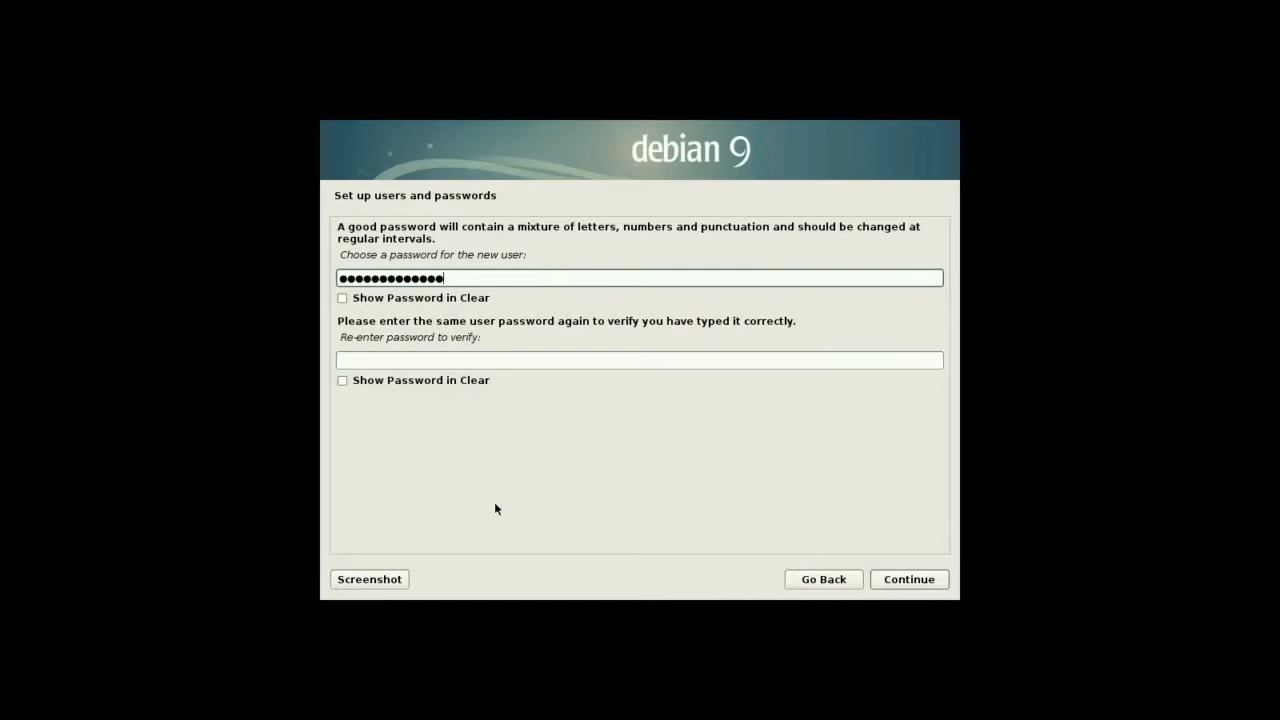 debian 9
Set up users and passwords
A good password will contain a mixture of letters, numbers and punctuation and should be changed at
regular intervals.
Choose a password for the new user:
●●●●●●●●●●●●●
Show Password in Clear
Please enter the same user password again to verify you have typed it correctly.
Re-enter password to verify:
Show Password in Clear
Screenshot
Go Back
Continue